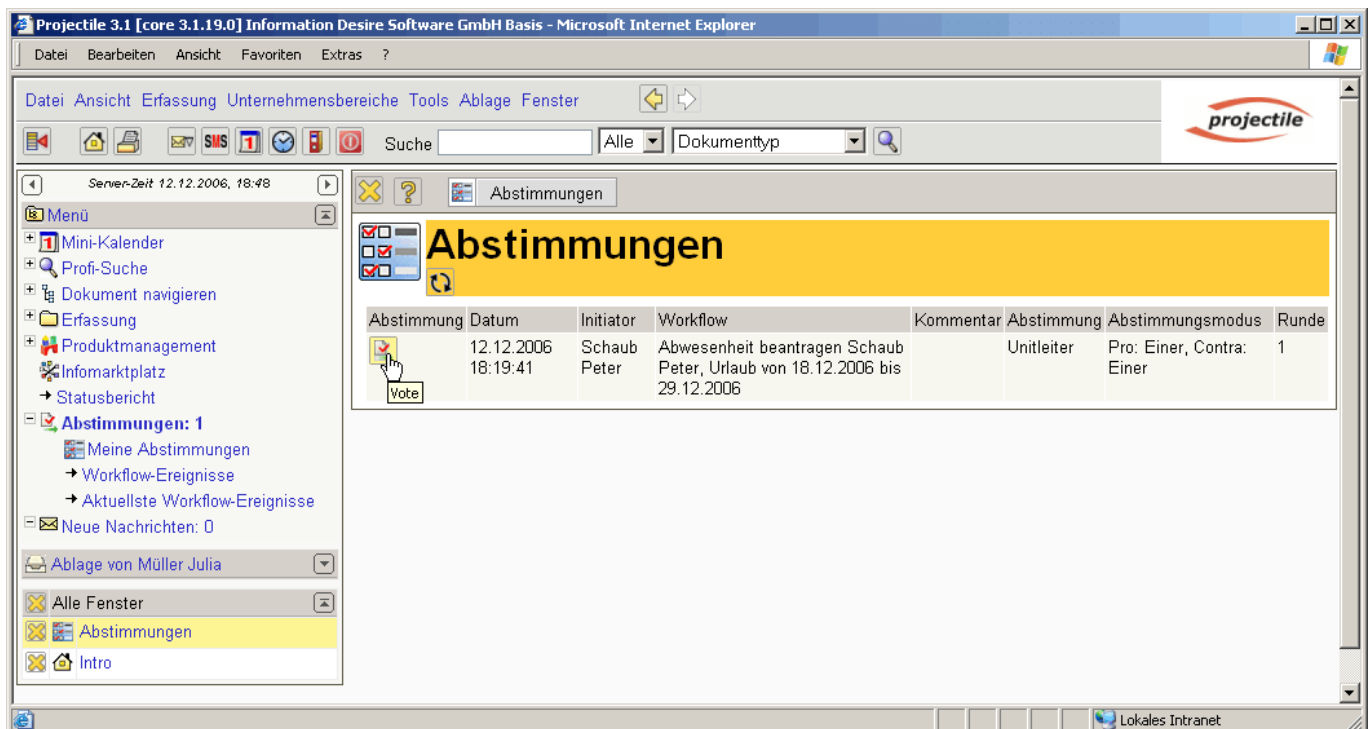 Projectile 3.1 [core 3.1.19.0] Information Desire Software GmbH Basis - Microsoft Internet Explorer
Datei Bearbeiten Ansicht Favoriten Extras ?
Datei Ansicht Erfassung Unternehmensbereiche Tools Ablage Fenster
projectile
SMS 1 Suche Alle Dokumenttyp
Server-Zeit 12.12.2006, 18:48
Abstimmungen
Menü
1 Mini-Kalender
Profi-Suche
Dokument navigieren
Erfassung
Produktmanagement
Infomarktplatz
Statusbericht
Abstimmungen: 1
Meine Abstimmungen
Workflow-Ereignisse
Aktuellste Workflow-Ereignisse
Neue Nachrichten: 0
Ablage von Müller Julia
Alle Fenster
Abstimmungen
Intro
Abstimmungen
Abstimmung Datum Initiator Workflow Kommentar Abstimmung Abstimmungsmodus Runde
12.12.2006 Schaub Abwesenheit beantragen Schaub Unitleiter Pro: Einer, Contra: 1
18:19:41 Peter Peter, Urlaub von 18.12.2006 bis Einer
29.12.2006
Vote
Lokales Intranet